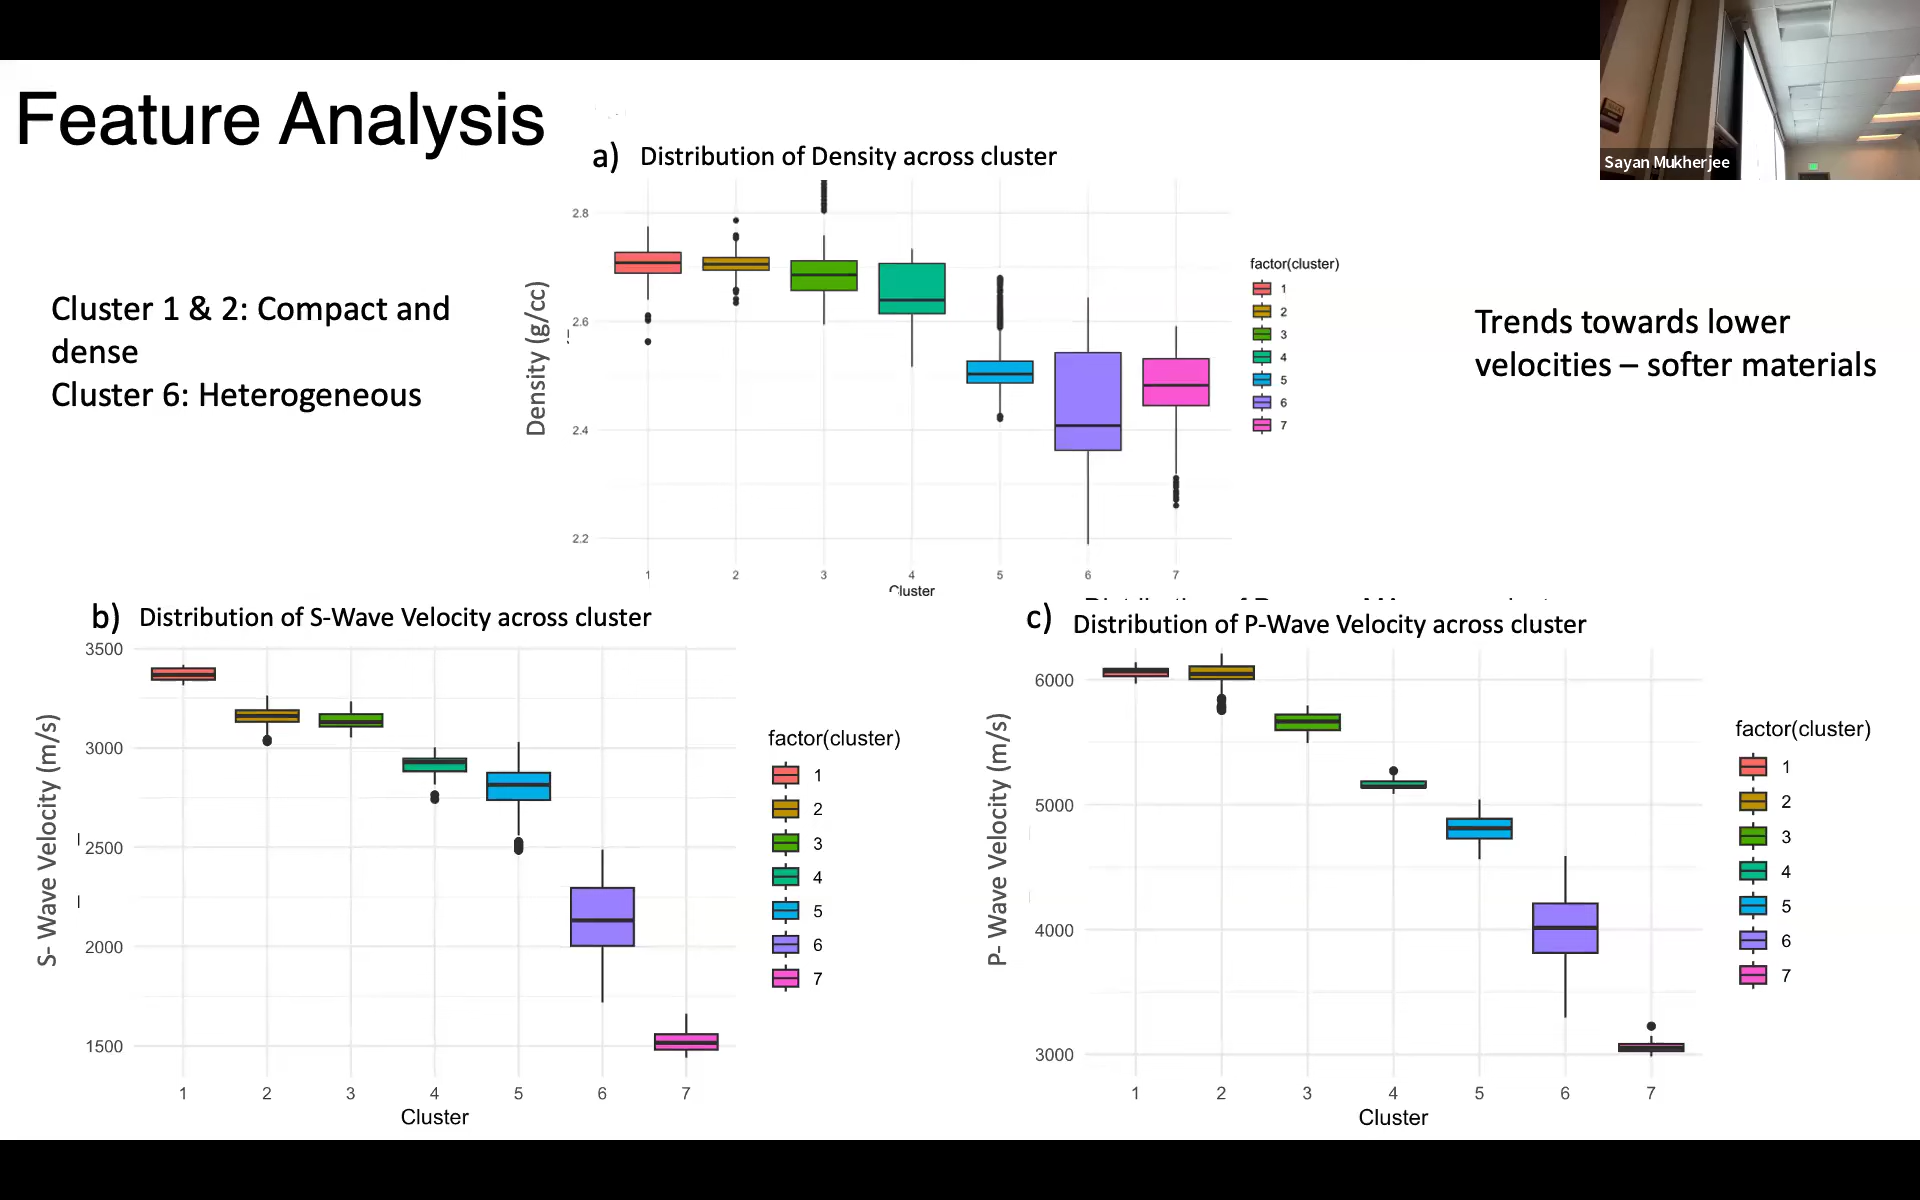 Feature Analysis
Sayan Mukherjee
Cluster 1 & 2: Compact and
dense
Cluster 6: Heterogeneous
a) Distribution of Density across cluster
Density (g/cc)
2.8
2.6
2.4
2.2
1 2 3 4 5 6 7
Cluster
factor(cluster)
1
2
3
4
5
6
7
Trends towards lower
velocities – softer materials
b) Distribution of S-Wave Velocity across cluster
S- Wave Velocity (m/s)
3500
3000
2500
2000
1500
1 2 3 4 5 6 7
Cluster
factor(cluster)
1
2
3
4
5
6
7
c) Distribution of P-Wave Velocity across cluster
P- Wave Velocity (m/s)
6000
5000
4000
3000
1 2 3 4 5 6 7
Cluster
factor(cluster)
1
2
3
4
5
6
7